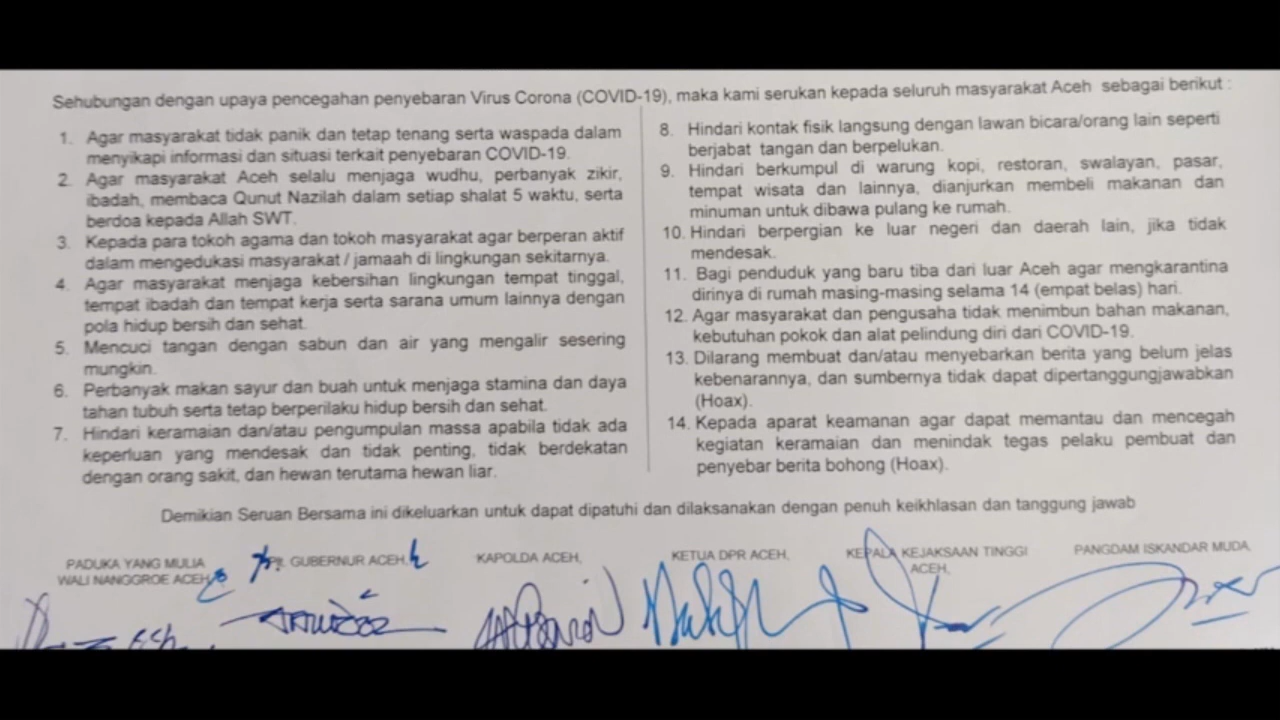 Sehubungan dengan upaya pencegahan penyebaran Virus Corona (COVID-19), maka kami serukan kepada seluruh masyarakat Aceh sebagai berikut :
1. Agar masyarakat tidak panik dan tetap tenang serta waspada dalam
menyikapi informasi dan situasi terkait penyebaran COVID-19.
2. Agar masyarakat Aceh selalu menjaga wudhu, perbanyak zikir,
ibadah, membaca Qunut Nazilah dalam setiap shalat 5 waktu, serta
berdoa kepada Allah SWT.
3. Kepada para tokoh agama dan tokoh masyarakat agar berperan aktif
dalam mengedukasi masyarakat / jamaah di lingkungan sekitarnya.
4. Agar masyarakat menjaga kebersihan lingkungan tempat tinggal,
tempat ibadah dan tempat kerja serta sarana umum lainnya dengan
pola hidup bersih dan sehat.
5. Mencuci tangan dengan sabun dan air yang mengalir sesering
mungkin.
6. Perbanyak makan sayur dan buah untuk menjaga stamina dan daya
tahan tubuh serta tetap berperilaku hidup bersih dan sehat.
7. Hindari keramaian dan/atau pengumpulan massa apabila tidak ada
keperluan yang mendesak dan tidak penting, tidak berdekatan
dengan orang sakit, dan hewan terutama hewan liar.
8. Hindari kontak fisik langsung dengan lawan bicara/orang lain seperti
berjabat tangan dan berpelukan.
9. Hindari berkumpul di warung kopi, restoran, swalayan, pasar,
tempat wisata dan lainnya, dianjurkan membeli makanan dan
minuman untuk dibawa pulang ke rumah.
10. Hindari berpergian ke luar negeri dan daerah lain, jika tidak
mendesak.
11. Bagi penduduk yang baru tiba dari luar Aceh agar mengkarantina
dirinya di rumah masing-masing selama 14 (empat belas) hari.
12. Agar masyarakat dan pengusaha tidak menimbun bahan makanan,
kebutuhan pokok dan alat pelindung diri dari COVID-19.
13. Dilarang membuat dan/atau menyebarkan berita yang belum jelas
kebenarannya, dan sumbernya tidak dapat dipertanggungjawabkan
(Hoax).
14. Kepada aparat keamanan agar dapat memantau dan mencegah
kegiatan keramaian dan menindak tegas pelaku pembuat dan
penyebar berita bohong (Hoax).
Demikian Seruan Bersama ini dikeluarkan untuk dapat dipatuhi dan dilaksanakan dengan penuh keikhlasan dan tanggung jawab
PADUKA YANG MULIA
WALI NANGGROE ACEH
GUBERNUR ACEH,
KAPOLDA ACEH,
KETUA DPR ACEH,
KEPALA KEJAKSAAN TINGGI
ACEH,
PANGDAM ISKANDAR MUDA